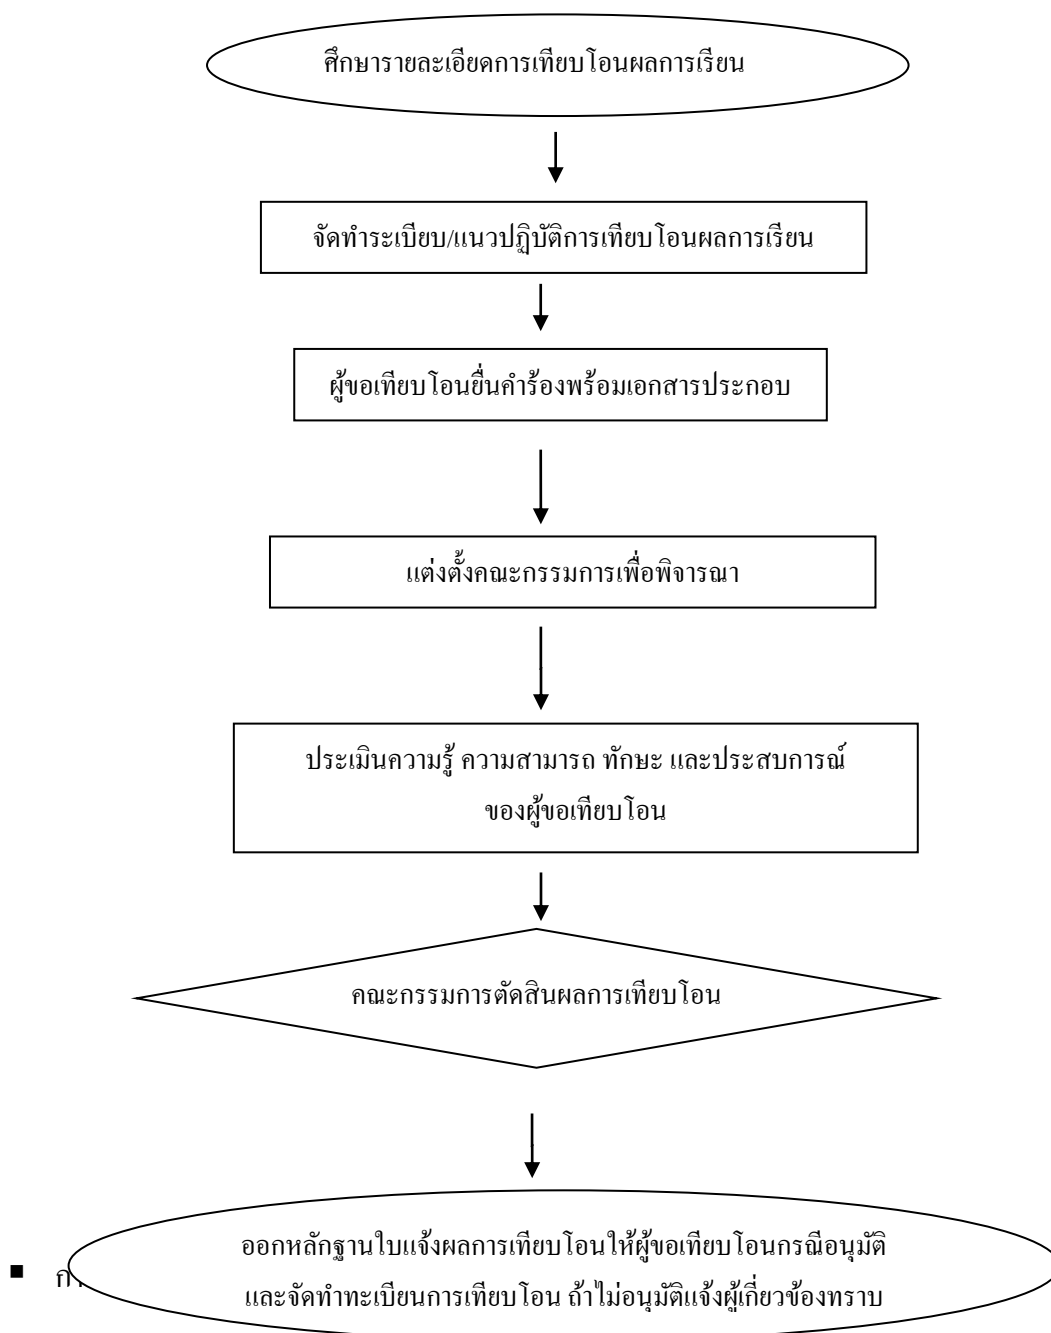 ศึกษารายละเอียดการเทียบโอนผลการเรียน
จัดทำระเบียบ/แนวปฏิบัติการเทียบโอนผลการเรียน
ผู้ขอเทียบโอนยื่นคำร้องพร้อมเอกสารประกอบ
แต่งตั้งคณะกรรมการเพื่อพิจารณา
ประเมินความรู้ ความสามารถ ทักษะ และประสบการณ์
ของผู้ขอเทียบโอน
คณะกรรมการตัดสินผลการเทียบโอน
ออกหลักฐานใบแจ้งผลการเทียบโอนให้ผู้ขอเทียบโอนกรณีอนุมัติ
และจัดทำทะเบียนการเทียบโอน ถ้าไม่อนุมัติแจ้งผู้เกี่ยวข้องทราบ